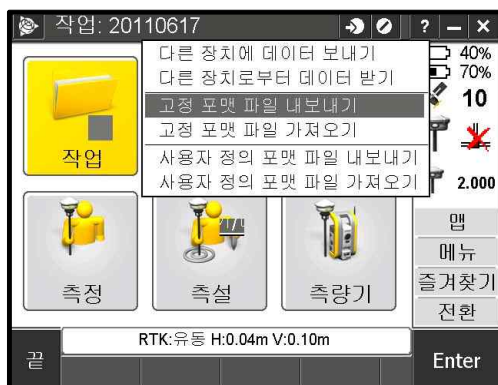 작업: 20110617
? – ×
다른 장치에 데이터 보내기
다른 장치로부터 데이터 받기
고정 포맷 파일 내보내기
고정 포맷 파일 가져오기
사용자 정의 포맷 파일 내보내기
사용자 정의 포맷 파일 가져오기
40%
70%
10
2.000
작업
측정
측설
측량기
맵
메뉴
즐겨찾기
전환
RTK:유동 H:0.04m V:0.10m
끝
Enter